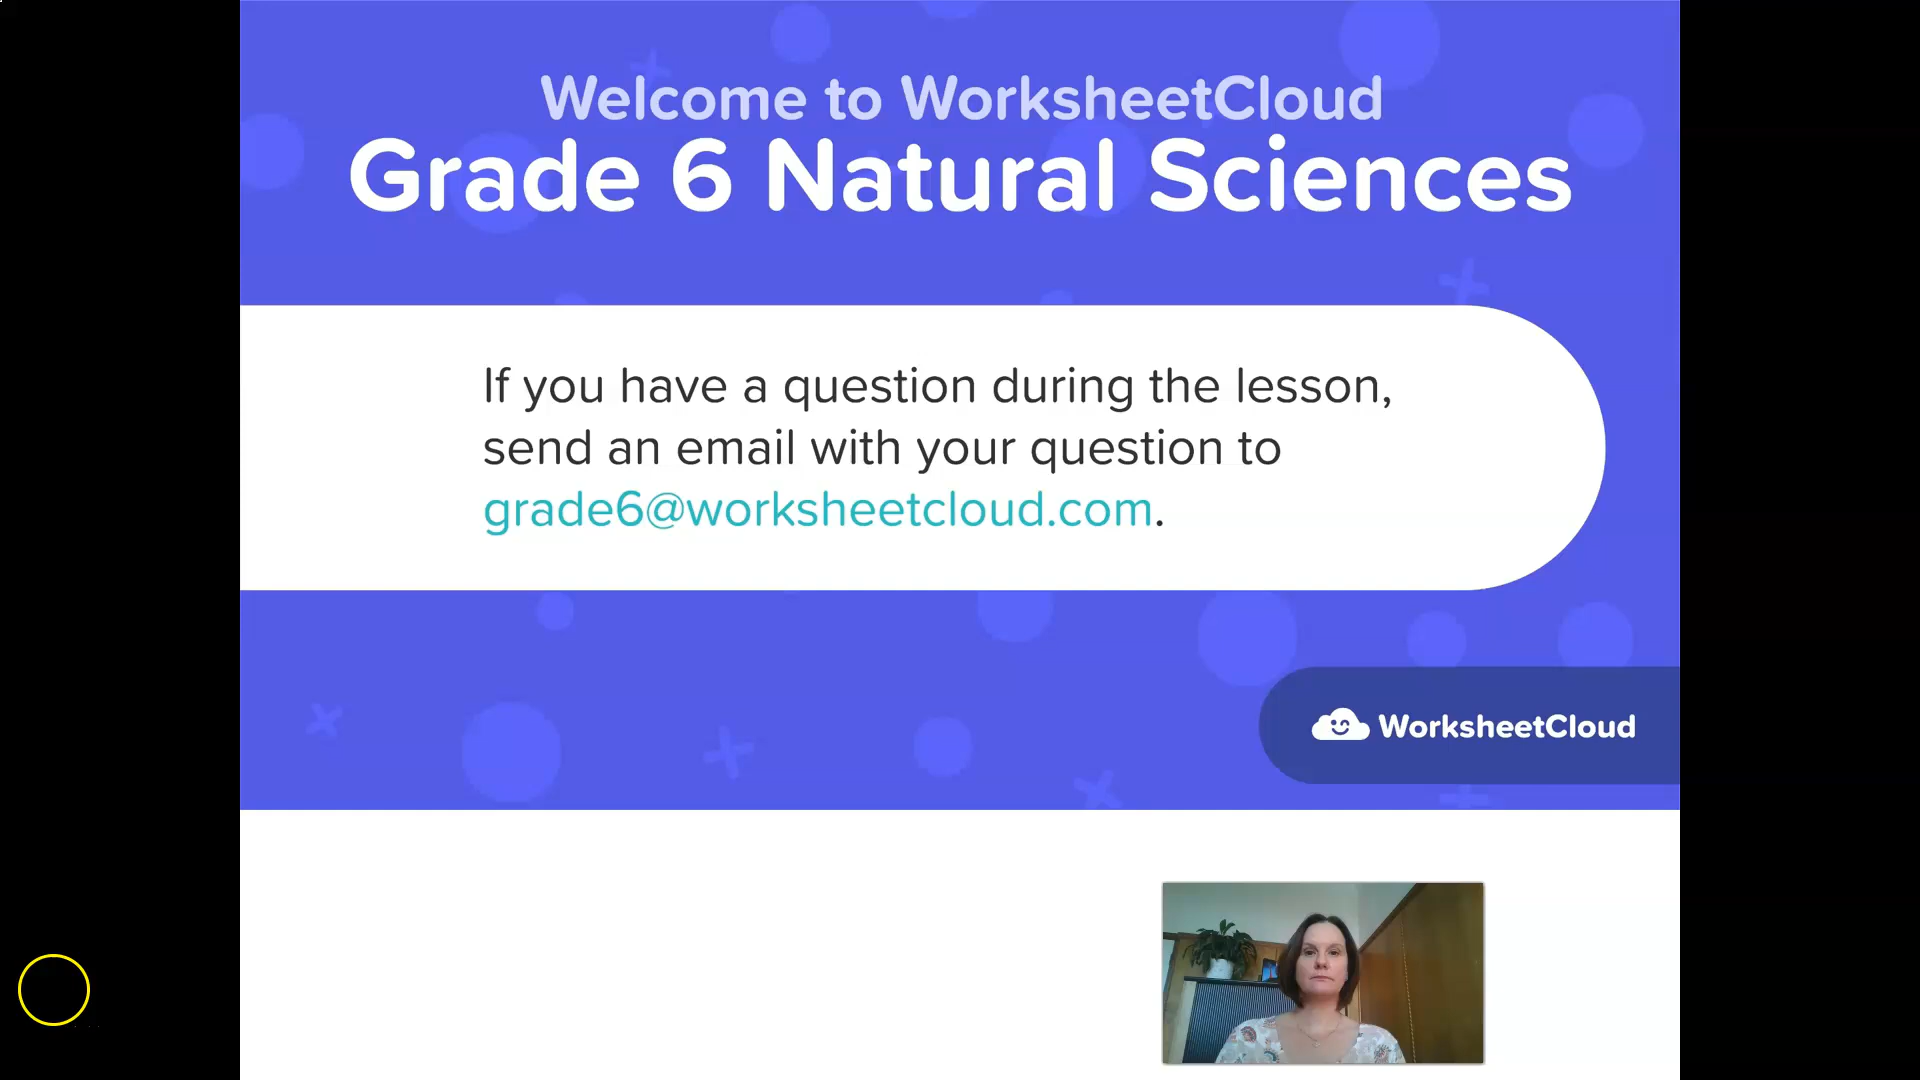 Welcome to WorksheetCloud
Grade 6 Natural Sciences
If you have a question during the lesson,
send an email with your question to
grade6@worksheetcloud.com.
WorksheetCloud